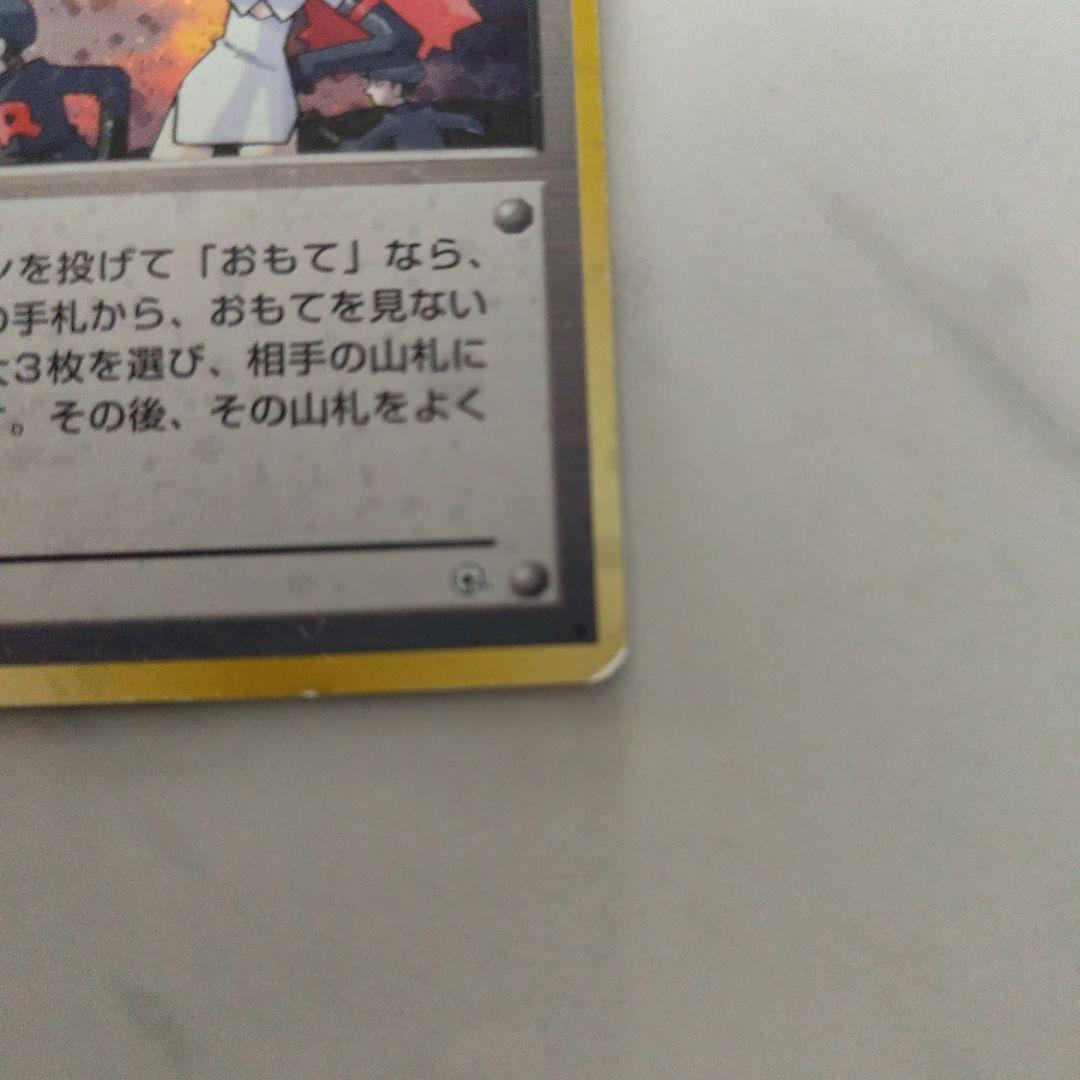 ンを投げて「おもて」なら、
の手札から、おもてを見ない
3枚を選び、相手の山札に
。その後、その山札をよく
R